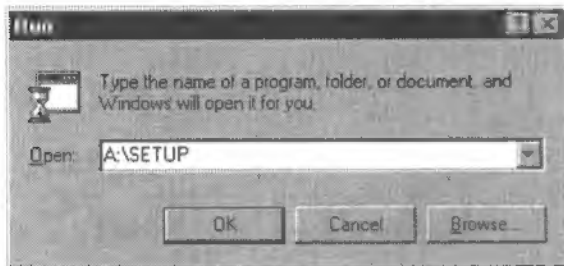 Run
Type the name of a program, folder, or document, and
Windows will open it for you.
Open: A:\SETUP
OK Cancel Browse...